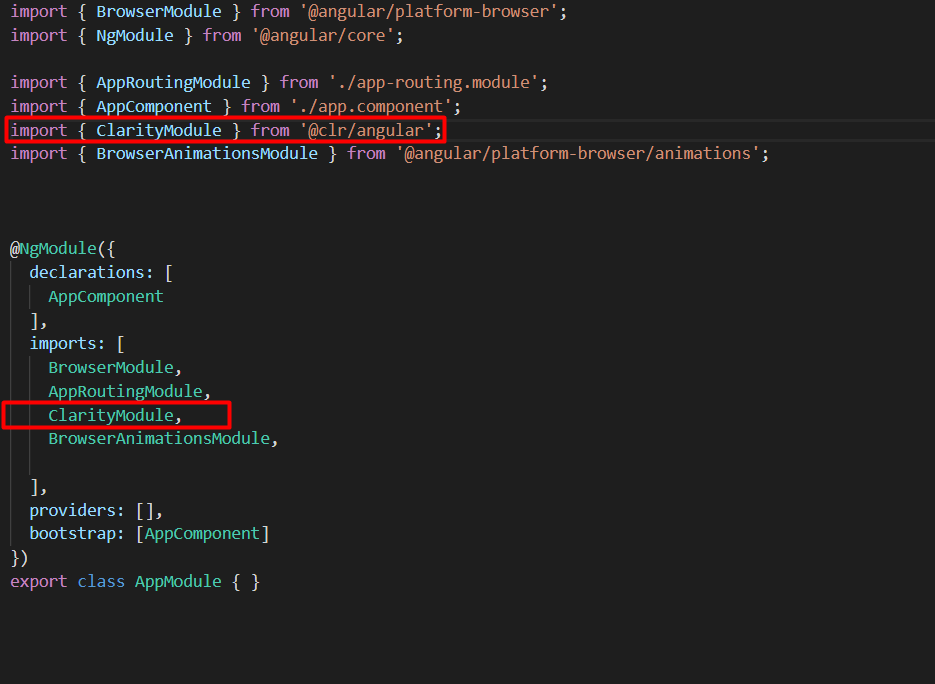 import { BrowserModule } from '@angular/platform-browser';
import { NgModule } from '@angular/core';
import { AppRoutingModule } from './app-routing.module';
import { AppComponent } from './app.component';
import { ClarityModule } from '@clr/angular';
import { BrowserAnimationsModule } from '@angular/platform-browser/animations';
@NgModule({
  declarations: [
    AppComponent
  ],
  imports: [
    BrowserModule,
    AppRoutingModule,
    ClarityModule,
    BrowserAnimationsModule,
  ],
  providers: [],
  bootstrap: [AppComponent]
})
export class AppModule { }